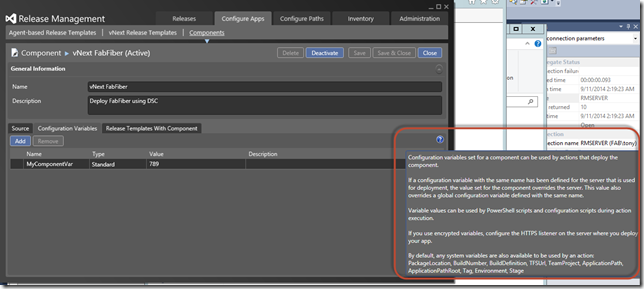 Release Management
Releases
Configure Apps
Configure Paths
Inventory
Administration
Agent-based Release Templates
vNext Release Templates
Components
Component ▸ vNext FabFiber (Active)
Delete
Deactivate
Save
Save & Close
Close
General Information
Name
vNext FabFiber
Description
Deploy FabFiber using DSC
Source
Configuration Variables
Release Templates With Component
Add
Remove
Name
Type
Value
Description
MyComponentVar
Standard
789
Configuration variables set for a component can be used by actions that deploy the
component.
If a configuration variable with the same name has been defined for the server that is used
for deployment, the value set for the component overrides the server. This value also
overrides a global configuration variable defined with the same name.
Variable values can be used by PowerShell scripts and configuration scripts during action
execution.
If you use encrypted variables, configure the HTTPS listener on the server where you deploy
your app.
By default, any system variables are also available to be used by an action:
PackageLocation, BuildNumber, BuildDefinition, TFSUrl, TeamProject, ApplicationPath,
ApplicationPathRoot, Tag, Environment, Stage
connection parameters
gregate Status
nection failure
sed time
00:00:00.093
e
9/11/2014 2:19:23 AM
RMSERVER
returned
10
time
9/11/2014 2:19:23 AM
Open
nection
nection name
RMSERVER (FAB\tony)